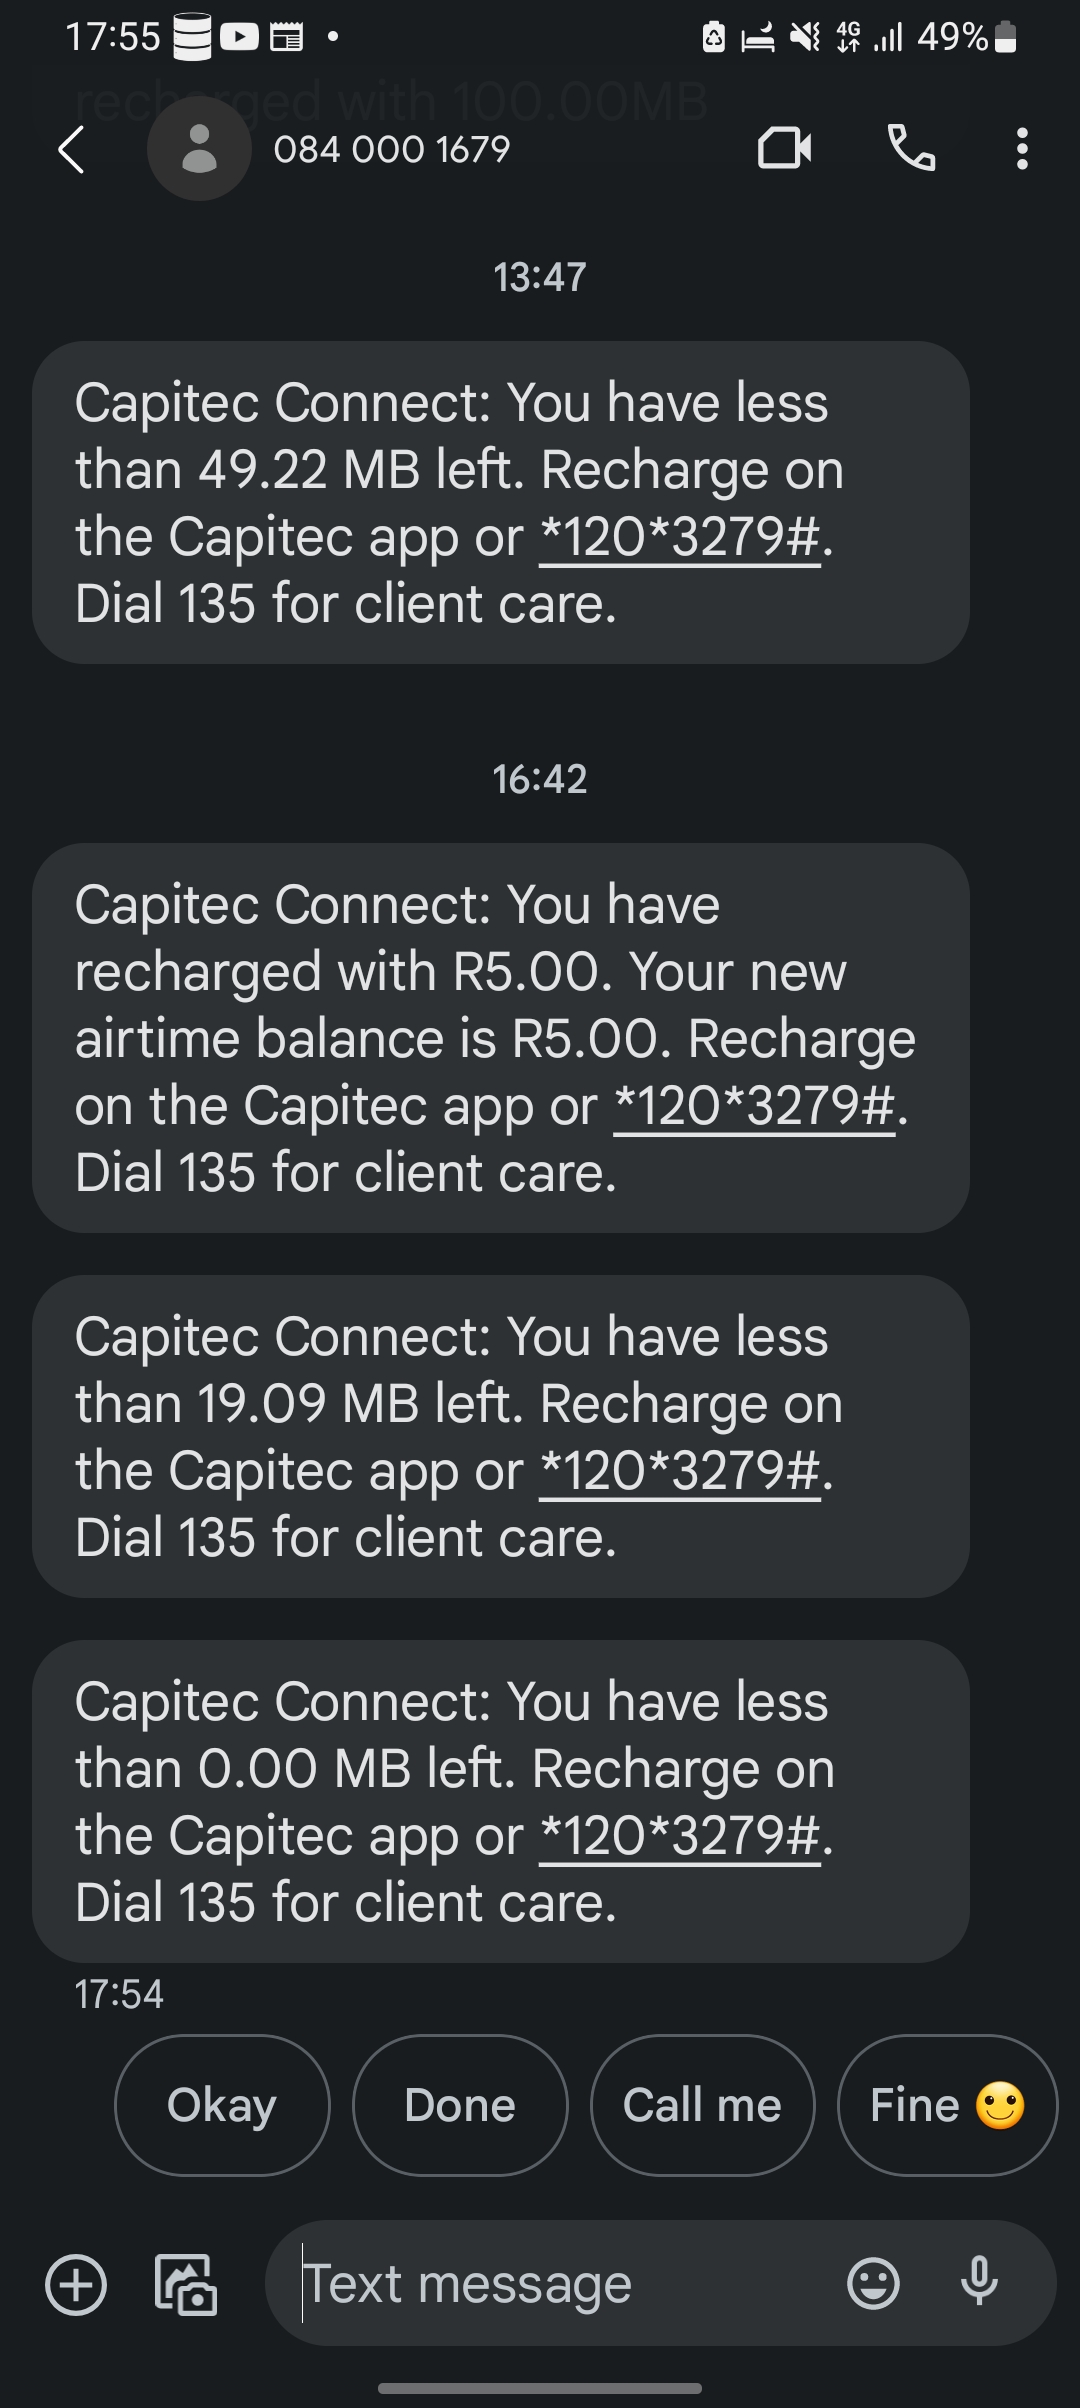 17:55
4G
49%
recharged with 100.00MB
084 000 1679
13:47
Capitec Connect: You have less
than 49.22 MB left. Recharge on
the Capitec app or *120*3279#.
Dial 135 for client care.
16:42
Capitec Connect: You have
recharged with R5.00. Your new
airtime balance is R5.00. Recharge
on the Capitec app or *120*3279#.
Dial 135 for client care.
Capitec Connect: You have less
than 19.09 MB left. Recharge on
the Capitec app or *120*3279#.
Dial 135 for client care.
Capitec Connect: You have less
than 0.00 MB left. Recharge on
the Capitec app or *120*3279#.
Dial 135 for client care.
17:54
Okay Done Call me Fine 🙂
Text message